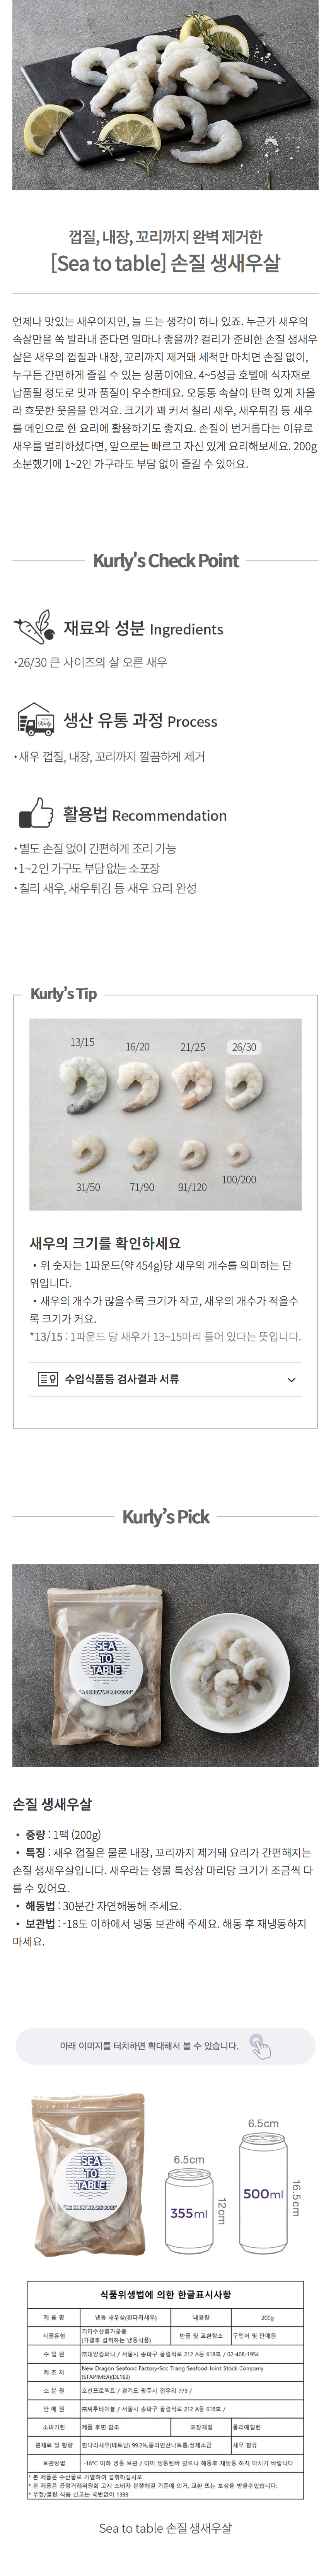 껍질, 내장, 꼬리까지 완벽 제거한
[Sea to table] 손질 생새우살
언제나 맛있는 새우이지만, 늘 드는 생각이 하나 있죠. 누군가 새우의
속살만을 쏙 발라내 준다면 얼마나 좋을까? 컬리가 준비한 손질 생새우
살은 새우의 껍질과 내장, 꼬리까지 제거돼 세척만 마치면 손질 없이,
누구든 간편하게 즐길 수 있는 상품이에요. 4~5성급 호텔에 식자재로
납품될 정도로 맛과 품질이 우수한데요. 오동통 속살이 탄력 있게 차올
라 흐뭇한 웃음을 안겨요. 크기가 꽤 커서 칠리 새우, 새우튀김 등 새우
를 메인으로 한 요리에 활용하기도 좋지요. 손질이 번거롭다는 이유로
새우를 멀리하셨다면, 앞으로는 빠르고 자신 있게 요리해보세요. 200g
소분했기에 1~2인 가구라도 부담 없이 즐길 수 있어요.
Kurly's Check Point
재료와 성분 Ingredients
•26/30 큰 사이즈의 살 오른 새우
Kurly
생산 유통 과정 Process
•새우 껍질, 내장, 꼬리까지 깔끔하게 제거
활용법 Recommendation
•별도 손질 없이 간편하게 조리 가능
•1~2인 가구도 부담 없는 소포장
•칠리 새우, 새우튀김 등 새우 요리 완성
Kurly's Tip
13/15 16/20 21/25 26/30
31/50 71/90 91/120 100/200
새우의 크기를 확인하세요
• 위 숫자는 1파운드(약 454g)당 새우의 개수를 의미하는 단
위입니다.
• 새우의 개수가 많을수록 크기가 작고, 새우의 개수가 적을수
록 크기가 커요.
*13/15 : 1파운드 당 새우가 13~15마리 들어 있다는 뜻입니다.
수입식품등 검사결과 서류
Kurly's Pick
SEA
TO
TABLE
"WE KNOW WE ARE GOOD"
손질 생새우살
• 중량 : 1팩 (200g)
• 특징 : 새우 껍질은 물론 내장, 꼬리까지 제거돼 요리가 간편해지는
손질 생새우살입니다. 새우라는 생물 특성상 마리당 크기가 조금씩 다
를 수 있어요.
• 해동법 : 30분간 자연해동해 주세요.
• 보관법 : -18도 이하에서 냉동 보관해 주세요. 해동 후 재냉동하지
마세요.
아래 이미지를 터치하면 확대해서 볼 수 있습니다.
SEA
TO
TABLE
"WE KNOW WE ARE GOOD"
6.5cm
355ml
12cm
6.5cm
500ml
16.5cm
식품위생법에 의한 한글표시사항
제 품 명 냉동 새우살(흰다리새우) 내용량 200g
식품유형 기타수산물가공품 (가열후 섭취하는 냉동식품) 반품 및 교환장소 구입처 및 판매원
수 입 원 ㈜대양컴퍼니 / 서울시 송파구 올림픽로 212 A동 618호 / 02-408-1954
제 조 처 New Dragon Seafood Factory-Soc Trang Seafood Joint Stock Company
(STAPIMEX)(DL162)
소 분 원 오션프로젝트 / 경기도 광주시 진우리 779 /
판 매 원 ㈜씨투테이블 / 서울시 송파구 올림픽로 212 A동 618호 /
소비기한 제품 후면 참조 포장재질 폴리에틸렌
원재료 및 함량 흰다리새우(베트남) 99.2%,폴리인산나트륨,정제소금 새우 함유
보관방법 -18℃ 이하 냉동 보관 / 이미 냉동된바 있으니 해동후 재냉동 하지 마시기 바랍니다
* 본 제품은 수산물로 가열하여 섭취하십시오.
* 본 제품은 공정거래위원회 고시 소비자 분쟁해결 기준에 의거, 교환 또는 보상을 받을수있습니다.
* 부정/불량 식품 신고는 국번없이 1399
Sea to table 손질 생새우살